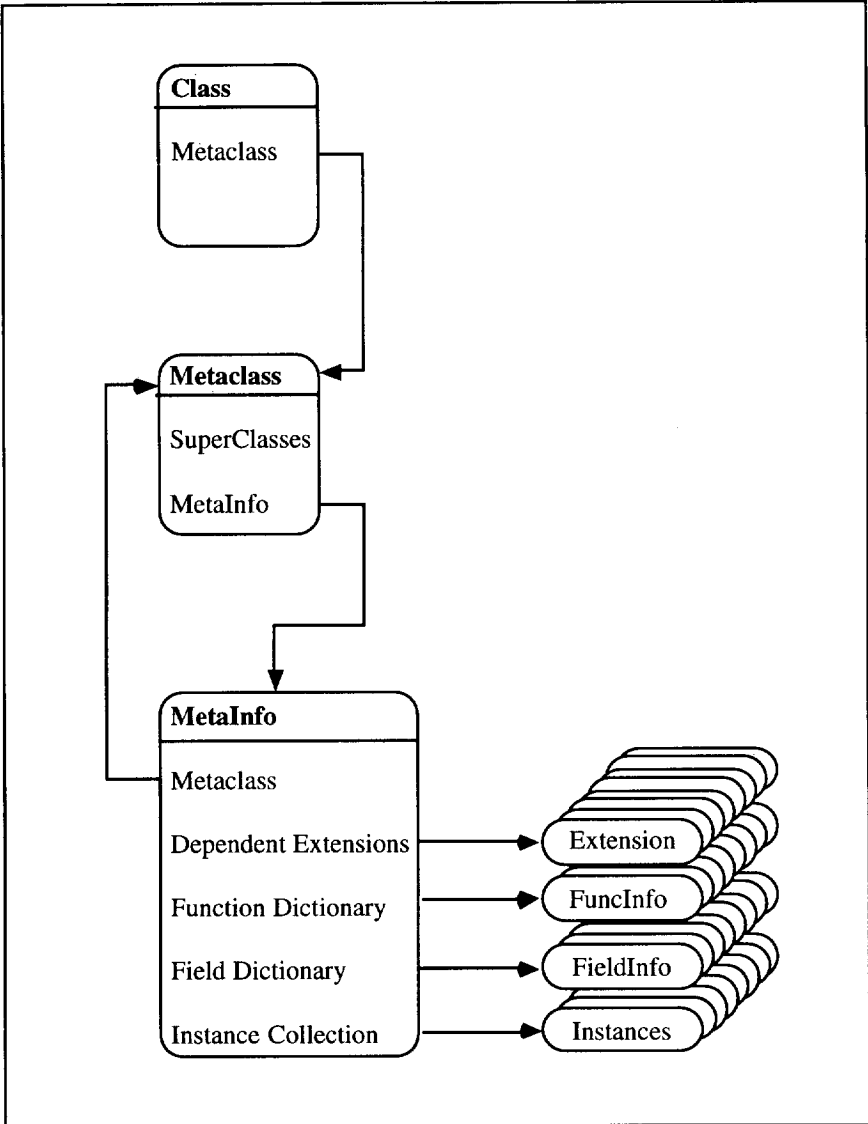 Class
Metaclass
Metaclass
SuperClasses
MetaInfo
MetaInfo
Metaclass
Dependent Extensions
Extension
Function Dictionary
FuncInfo
Field Dictionary
FieldInfo
Instance Collection
Instances